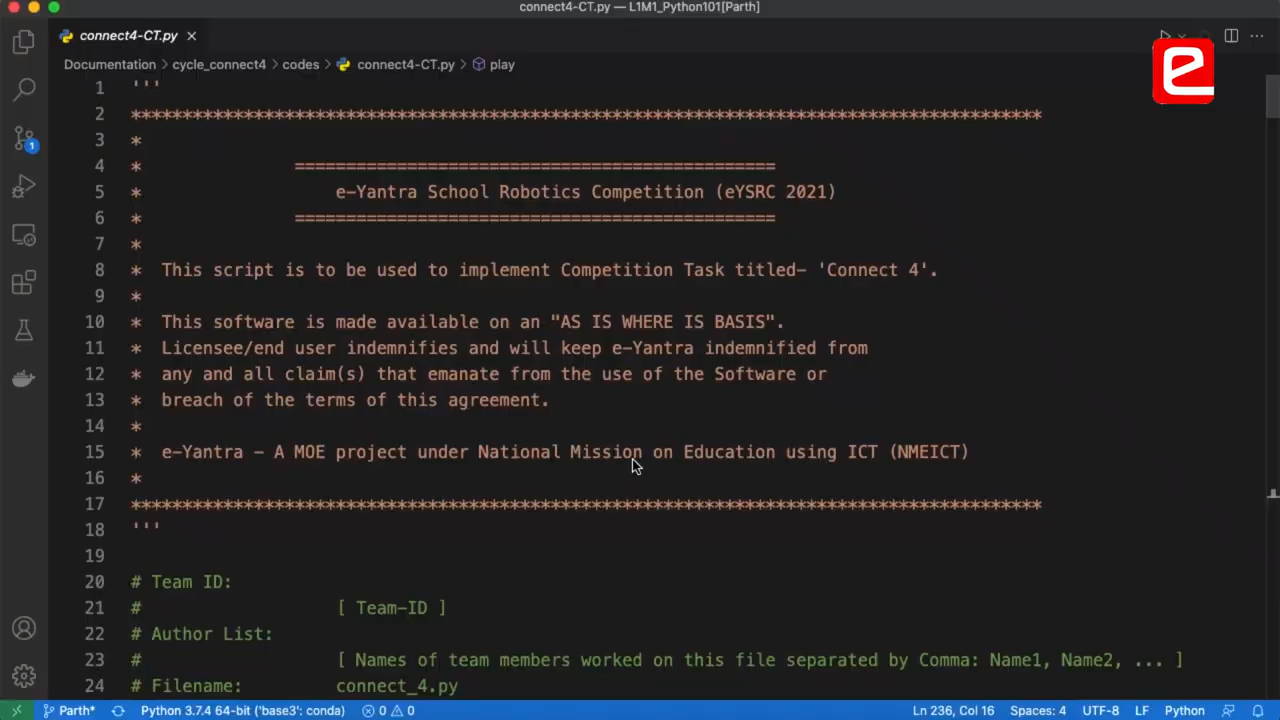 connect4-CT.py — L1M1_Python101[Parth]
connect4-CT.py
Documentation > cycle_connect4 > codes > connect4-CT.py > play
1 '''
2 *****************************************************************************************
3 *
4 * ===============================================
5 * e-Yantra School Robotics Competition (eYSRC 2021)
6 * ===============================================
7 *
8 * This script is to be used to implement Competition Task titled- 'Connect 4'.
9 *
10 * This software is made available on an "AS IS WHERE IS BASIS".
11 * Licensee/end user indemnifies and will keep e-Yantra indemnified from
12 * any and all claim(s) that emanate from the use of the Software or
13 * breach of the terms of this agreement.
14 *
15 * e-Yantra - A MOE project under National Mission on Education using ICT (NMEICT)
16 *
17 *****************************************************************************************
18 '''
19
20 # Team ID:
21 # [ Team-ID ]
22 # Author List:
23 # [ Names of team members worked on this file separated by Comma: Name1, Name2, ... ]
24 # Filename: connect_4.py
1
Parth* Python 3.7.4 64-bit ('base3': conda) 0 0 Ln 236, Col 16 Spaces: 4 UTF-8 LF Python